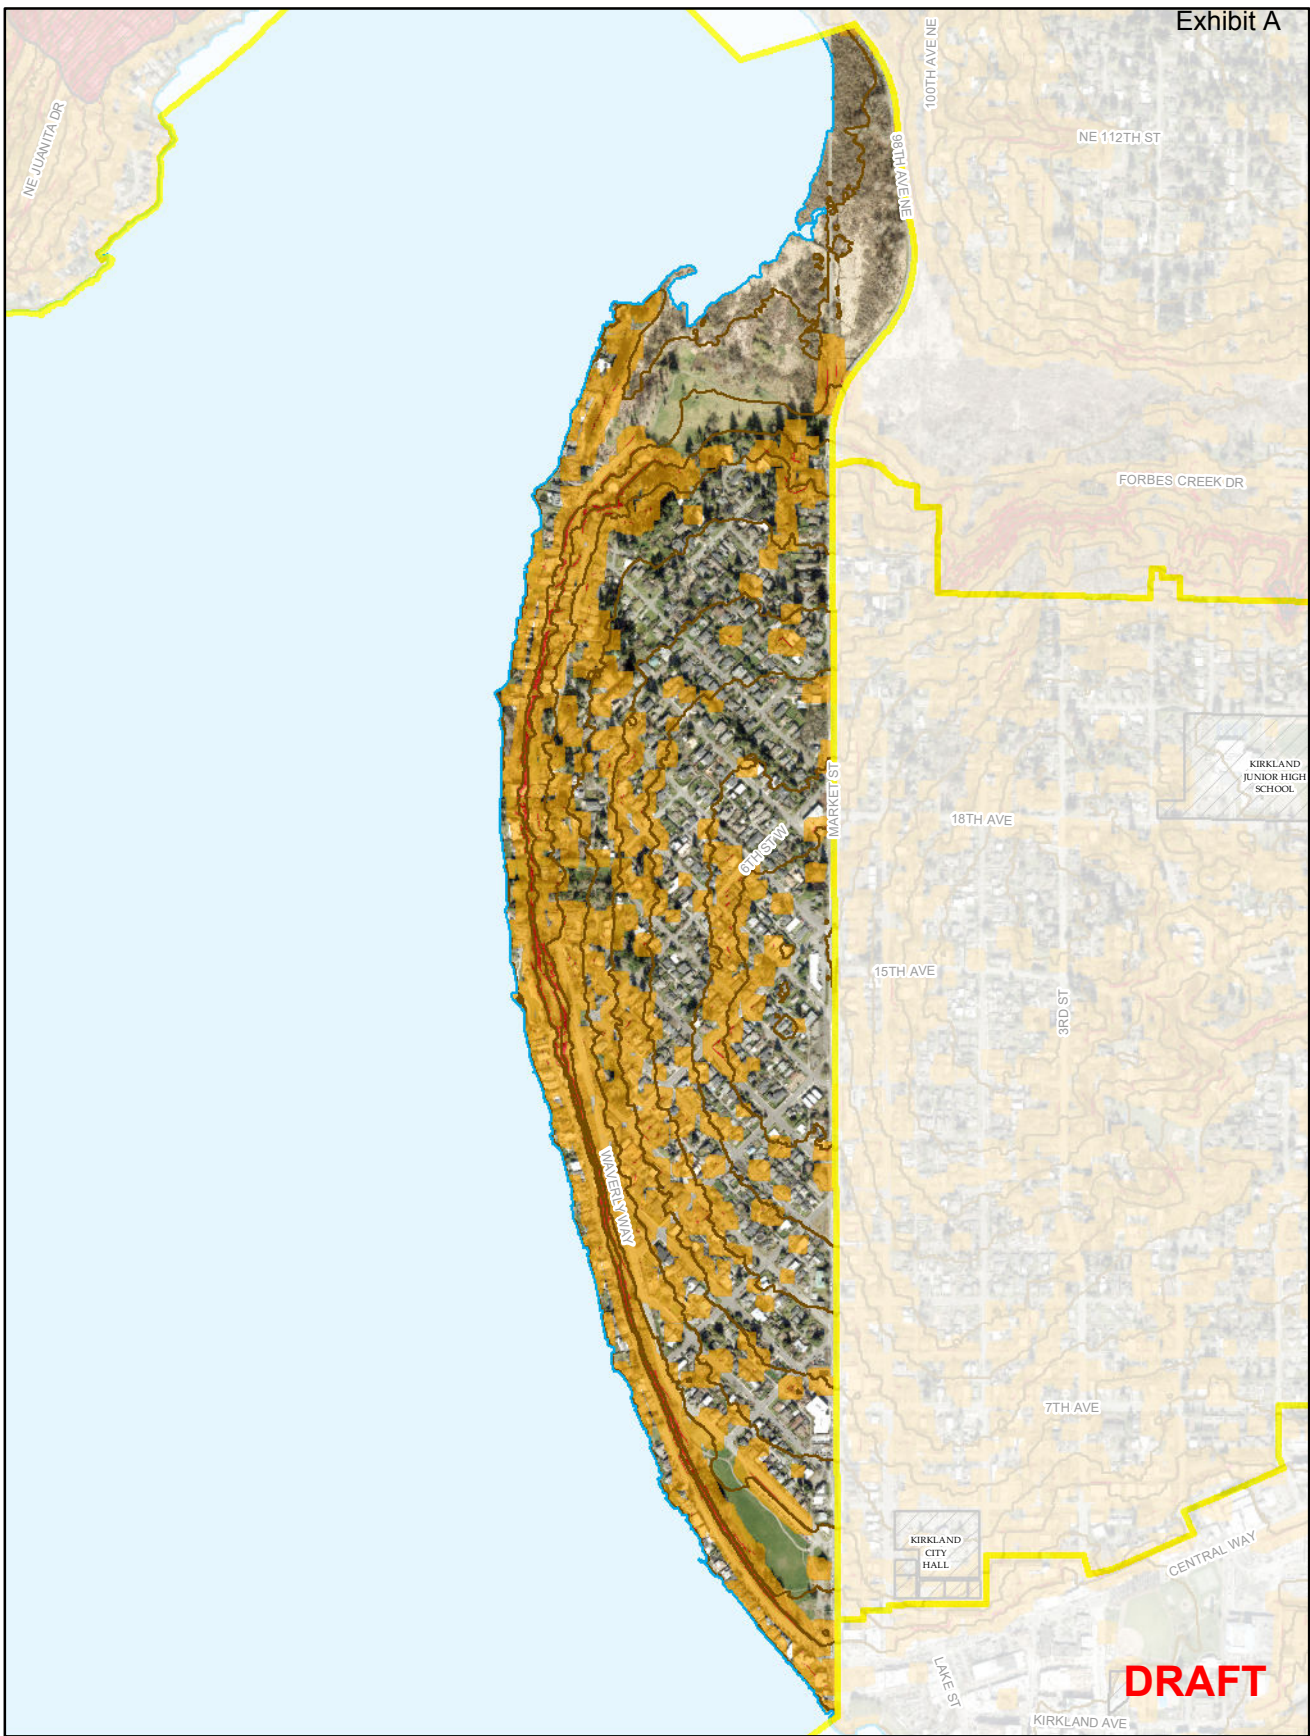 Exhibit A
100TH AVE NE
NE JUANITA DR
NE 112TH ST
98TH AVE NE
FORBES CREEK DR
KIRKLAND
JUNIOR HIGH
SCHOOL
MARKET ST
18TH AVE
6TH ST W
15TH AVE
3RD ST
WAVERLY WAY
7TH AVE
KIRKLAND
CITY
HALL
CENTRAL WAY
LAKE ST
DRAFT
KIRKLAND AVE